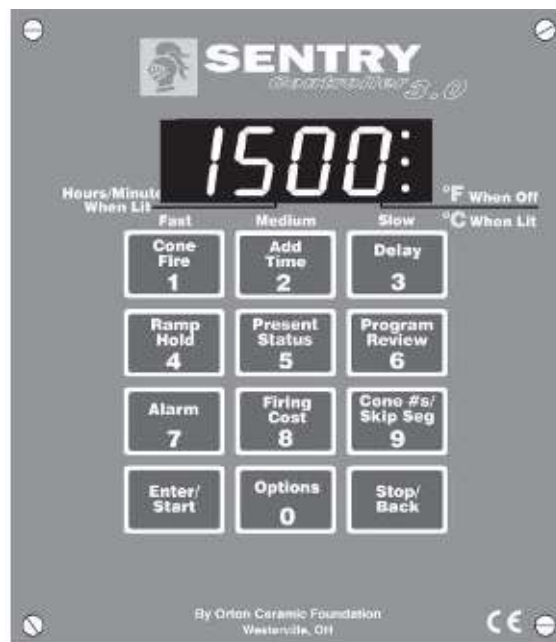 SENTRY
Controller 3.0
1500:
Hours/Minute
When Lit
°F When Off
°C When Lit
Fast Medium Slow
Cone Fire 1
Add Time 2
Delay 3
Ramp Hold 4
Present Status 5
Program Review 6
Alarm 7
Firing Cost 8
Cone #s/ Skip Seg 9
Enter/ Start
Options 0
Stop/ Back
By Orton Ceramic Foundation
Westerville, OH
CE